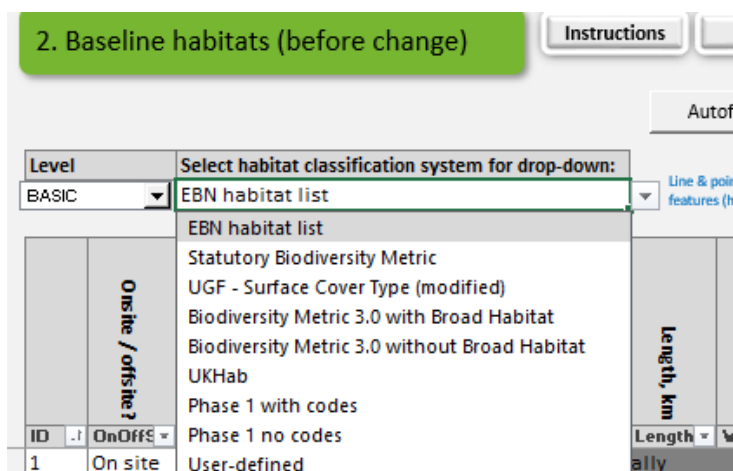 2. Baseline habitats (before change)
Instructions
Autof
Level
Select habitat classification system for drop-down:
BASIC
EBN habitat list
Line & poin
features (h
EBN habitat list
Statutory Biodiversity Metric
UGF - Surface Cover Type (modified)
Biodiversity Metric 3.0 with Broad Habitat
Biodiversity Metric 3.0 without Broad Habitat
UKHab
Phase 1 with codes
Phase 1 no codes
User-defined
Onsite / offsite?
Length, km
ID
OnOffS
Length
1
On site
ally